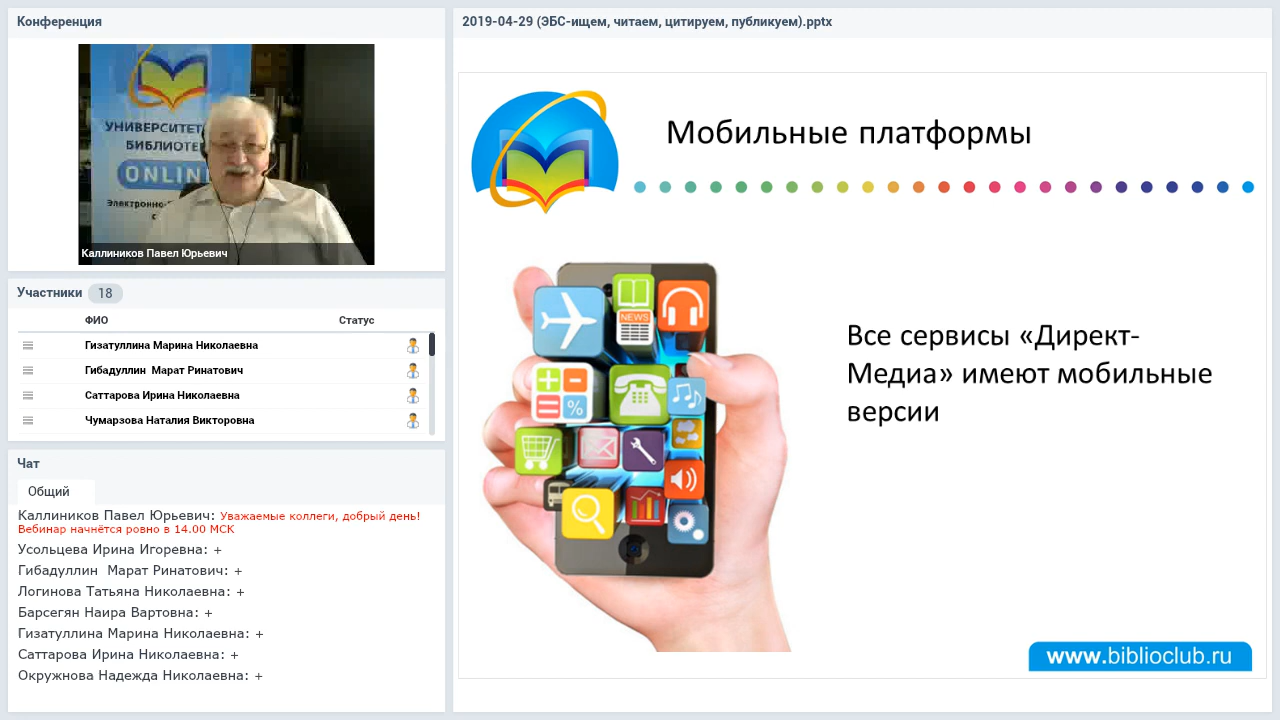 Конференция
УНИВЕРСИТЕТ
БИБЛИОТЕ
ONLINE
Электронно-
Каллиников Павел Юрьевич
Участники 18
ФИО Статус
Гизатуллина Марина Николаевна
Гибадуллин Марат Ринатович
Саттарова Ирина Николаевна
Чумарзова Наталия Викторовна
Чат
Общий
Каллиников Павел Юрьевич: Уважаемые коллеги, добрый день!
Вебинар начнётся ровно в 14.00 МСК
Усольцева Ирина Игоревна: +
Гибадуллин Марат Ринатович: +
Логинова Татьяна Николаевна: +
Барсегян Наира Вартовна: +
Гизатуллина Марина Николаевна: +
Саттарова Ирина Николаевна: +
Окружнова Надежда Николаевна: +
2019-04-29 (ЭБС-ищем, читаем, цитируем, публикуем).pptx
Мобильные платформы
NEWS
Все сервисы «Директ-
Медиа» имеют мобильные
версии
www.biblioclub.ru